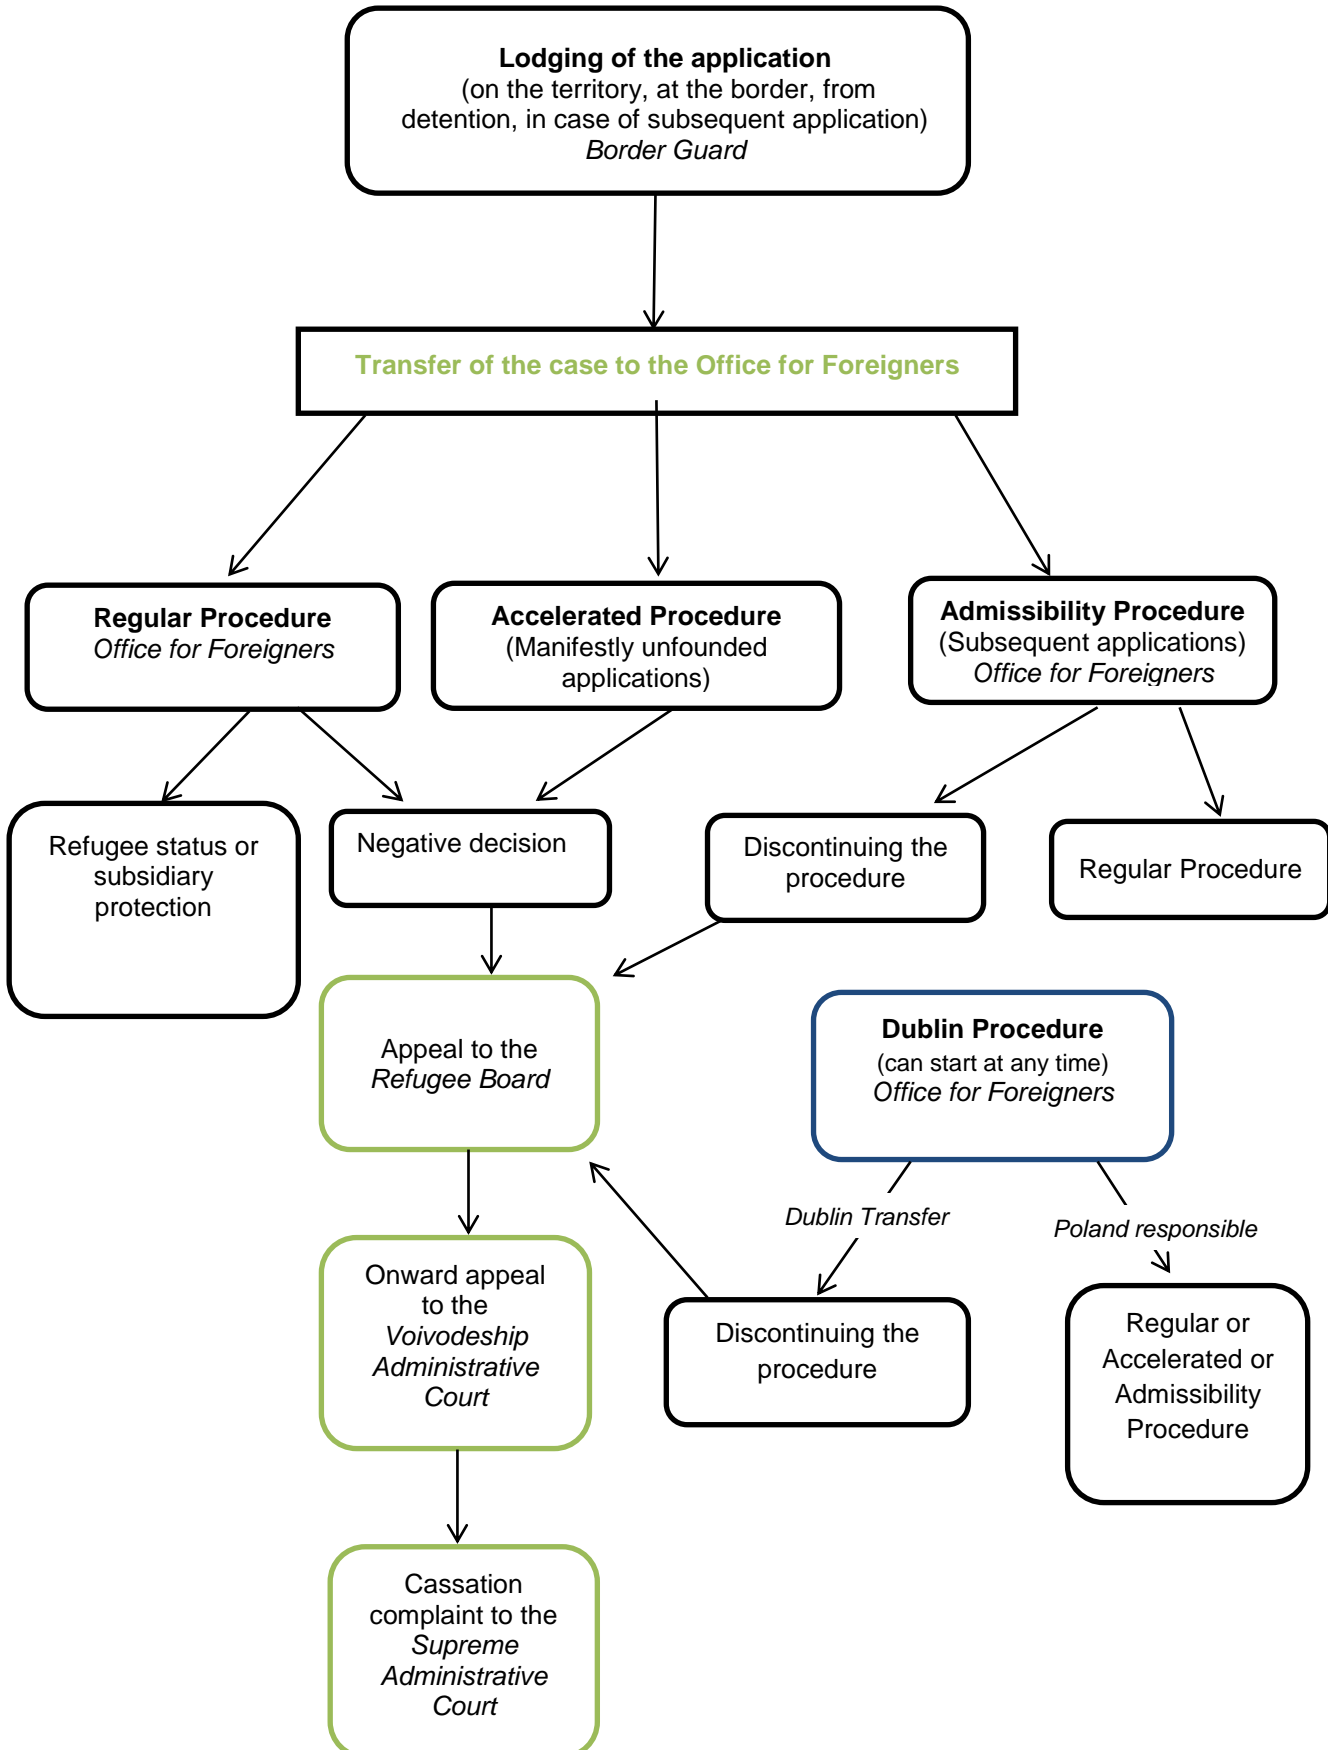 Lodging of the application
(on the territory, at the border, from
detention, in case of subsequent application)
Border Guard
Transfer of the case to the Office for Foreigners
Regular Procedure
Office for Foreigners
Accelerated Procedure
(Manifestly unfounded
applications)
Admissibility Procedure
(Subsequent applications)
Office for Foreigners
Refugee status or
subsidiary
protection
Negative decision
Discontinuing the
procedure
Regular Procedure
Appeal to the
Refugee Board
Dublin Procedure
(can start at any time)
Office for Foreigners
Dublin Transfer
Poland responsible
Onward appeal
to the
Voivodeship
Administrative
Court
Discontinuing the
procedure
Regular or
Accelerated or
Admissibility
Procedure
Cassation
complaint to the
Supreme
Administrative
Court